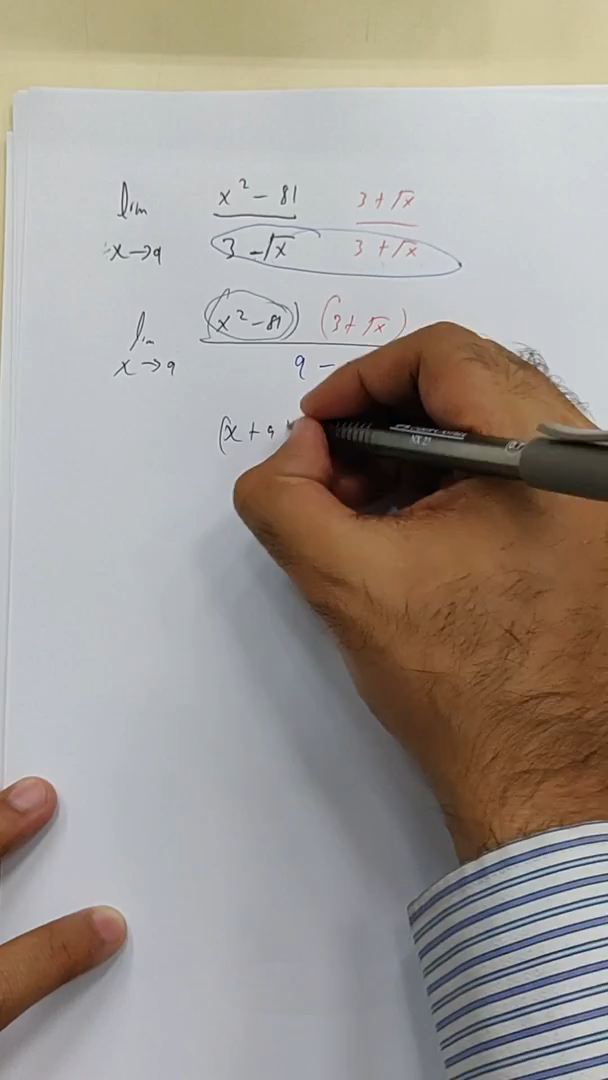 lim x² - 81 3 + √x
x → 9 3 - √x 3 + √x
lim (x² - 81) (3 + √x)
x → 9 9 -
(x + 9